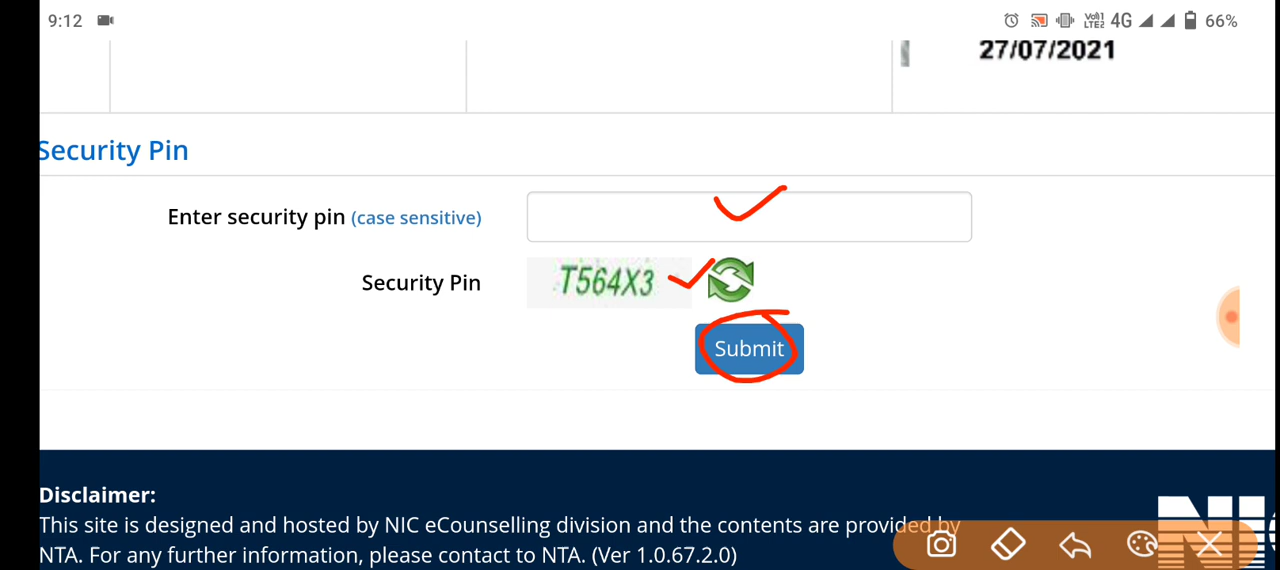 9:12 Vo)) LTE2 4G 66%
27/07/2021
Security Pin
Enter security pin (case sensitive)
Security Pin T564X3
Submit
Disclaimer:
This site is designed and hosted by NIC eCounselling division and the contents are provided by
NTA. For any further information, please contact to NTA. (Ver 1.0.67.2.0)